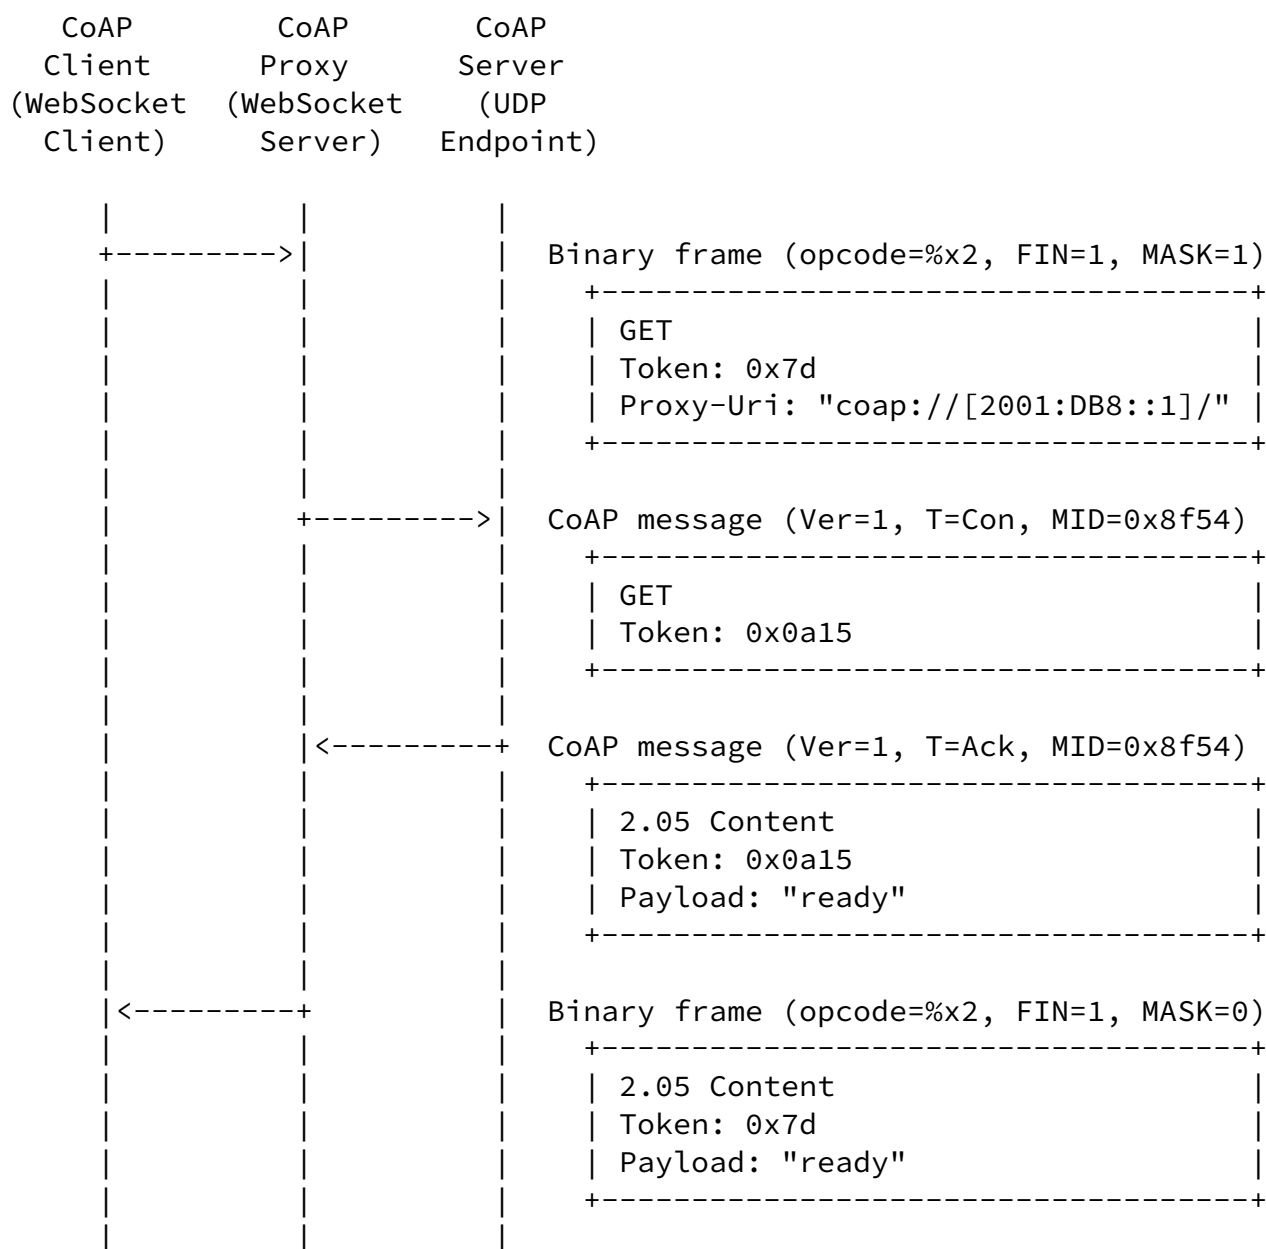 CoAP CoAP CoAP
Client Proxy Server
(WebSocket (WebSocket (UDP
Client) Server) Endpoint)
Binary frame (opcode=%x2, FIN=1, MASK=1)
GET
Token: 0x7d
Proxy-Uri: "coap://[2001:DB8::1]/"
CoAP message (Ver=1, T=Con, MID=0x8f54)
GET
Token: 0x0a15
CoAP message (Ver=1, T=Ack, MID=0x8f54)
2.05 Content
Token: 0x0a15
Payload: "ready"
Binary frame (opcode=%x2, FIN=1, MASK=0)
2.05 Content
Token: 0x7d
Payload: "ready"